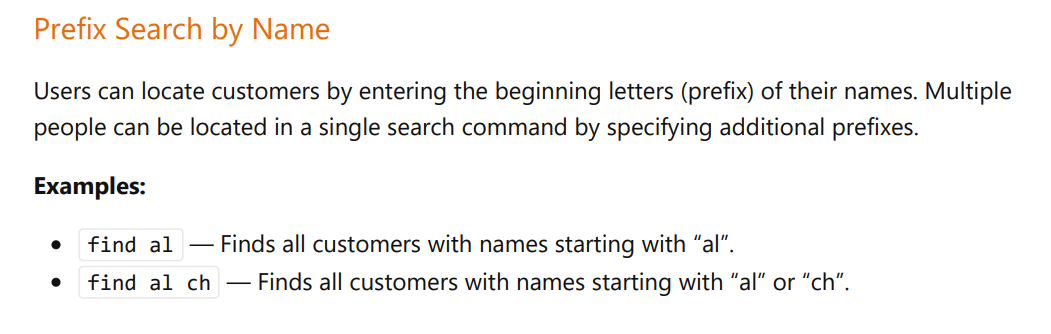 Prefix Search by Name
Users can locate customers by entering the beginning letters (prefix) of their names. Multiple
people can be located in a single search command by specifying additional prefixes.
Examples:
• find al — Finds all customers with names starting with “al”.
• find al ch — Finds all customers with names starting with “al” or “ch”.